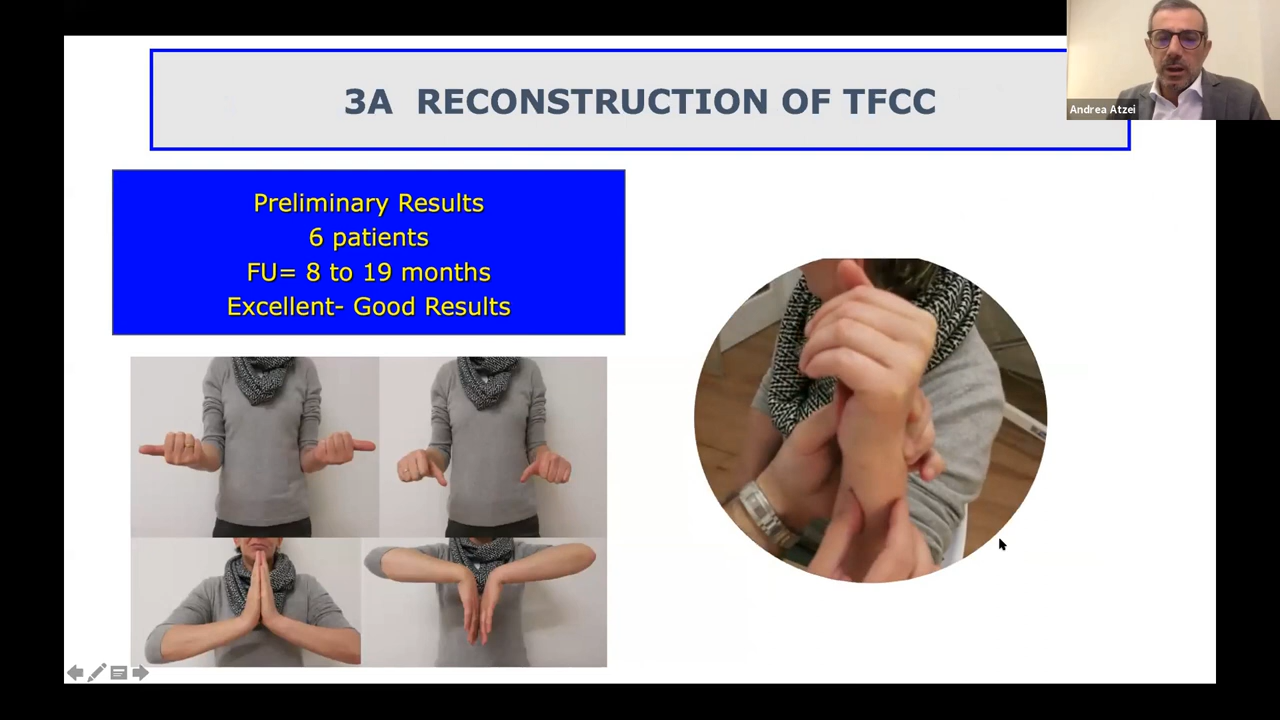 3A RECONSTRUCTION OF TFCC
Andrea Atzei
Preliminary Results
6 patients
FU= 8 to 19 months
Excellent- Good Results